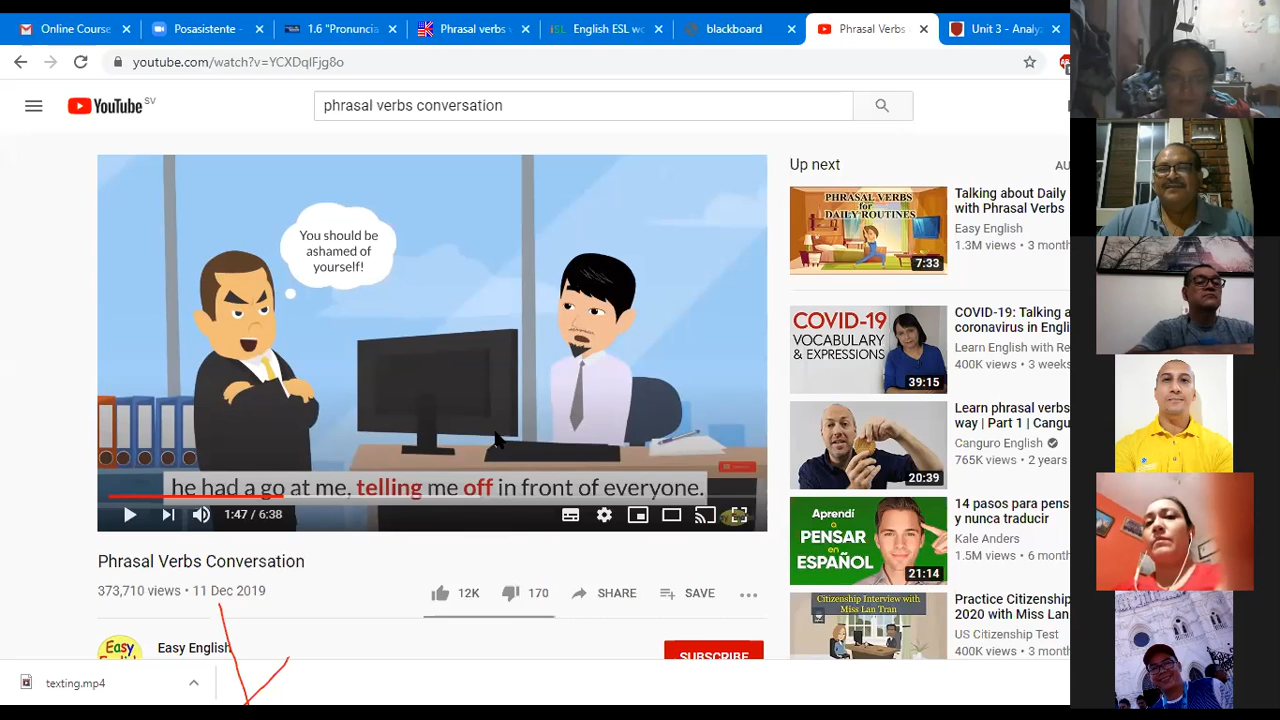 Online Course
Posasistente -
1.6 "Pronuncia
Phrasal verbs
English ESL wo
blackboard
Phrasal Verbs
Unit 3 - Analyz
youtube.com/watch?v=YCXDqlFjg8o
YouTube SV
phrasal verbs conversation
You should be
ashamed of
yourself!
he had a go at me, telling me off in front of everyone.
1:47 / 6:38
Phrasal Verbs Conversation
373,710 views • 11 Dec 2019
12K
170
SHARE
SAVE
Easy English
SUBSCRIBE
Up next
AU
PHRASAL VERBS
for
DAILY ROUTINES
7:33
Talking about Daily
with Phrasal Verbs
Easy English
1.3M views • 3 month
COVID-19
VOCABULARY
& EXPRESSIONS
39:15
COVID-19: Talking a
coronavirus in Engli
Learn English with Re
400K views • 3 weeks
20:39
Learn phrasal verbs
way | Part 1 | Cangu
Canguro English
765K views • 2 years
Aprendí
a
PENSAR
en
ESPAÑOL
21:14
14 pasos para pens
y nunca traducir
Kale Anders
1.5M views • 6 month
Citizenship Interview with
Miss Lan Tran
Practice Citizenship
2020 with Miss Lan
US Citizenship Test
400K views • 3 week
texting.mp4